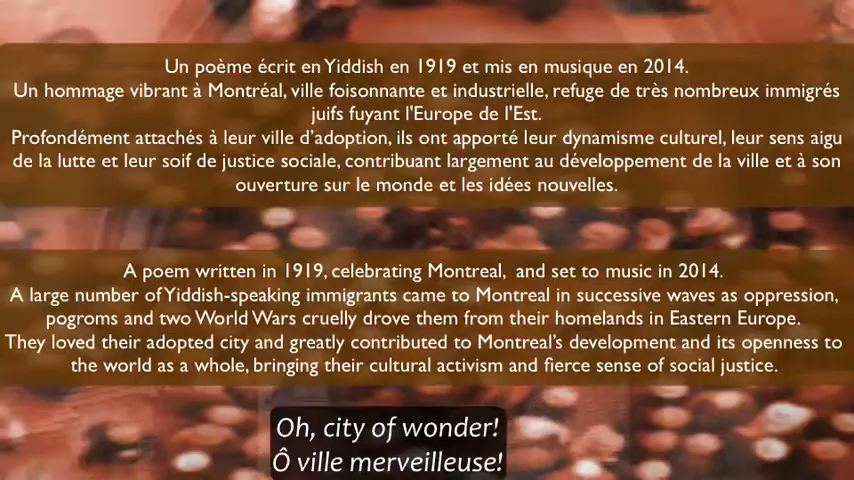 Un poème écrit en Yiddish en 1919 et mis en musique en 2014.
Un hommage vibrant à Montréal, ville foisonnante et industrielle, refuge de très nombreux immigrés
juifs fuyant l'Europe de l'Est.
Profondément attachés à leur ville d’adoption, ils ont apporté leur dynamisme culturel, leur sens aigu
de la lutte et leur soif de justice sociale, contribuant largement au développement de la ville et à son
ouverture sur le monde et les idées nouvelles.
A poem written in 1919, celebrating Montreal, and set to music in 2014.
A large number of Yiddish-speaking immigrants came to Montreal in successive waves as oppression,
pogroms and two World Wars cruelly drove them from their homelands in Eastern Europe.
They loved their adopted city and greatly contributed to Montreal’s development and its openness to
the world as a whole, bringing their cultural activism and fierce sense of social justice.
Oh, city of wonder!
Ô ville merveilleuse!